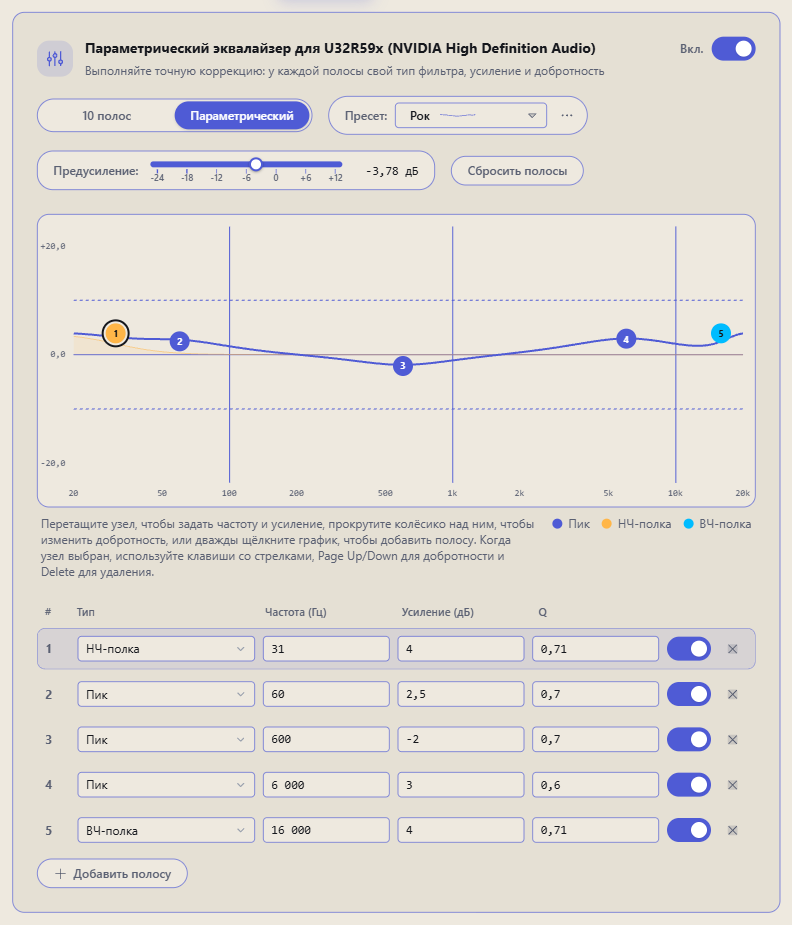 Параметрический эквалайзер для U32R59x (NVIDIA High Definition Audio)
Вкл.
Выполняйте точную коррекцию: у каждой полосы свой тип фильтра, усиление и добротность
10 полос
Параметрический
Пресет:
Рок
...
Предусиление:
-24 -18 -12 -6 0 +6 +12
-3,78 дБ
Сбросить полосы
+20,0
0,0
-20,0
1
2
3
4
5
20 50 100 200 500 1k 2k 5k 10k 20k
Перетащите узел, чтобы задать частоту и усиление, прокрутите колёсико над ним, чтобы
изменить добротность, или дважды щёлкните график, чтобы добавить полосу. Когда
узел выбран, используйте клавиши со стрелками, Page Up/Down для добротности и
Delete для удаления.
Пик НЧ-полка ВЧ-полка
# Тип Частота (Гц) Усиление (дБ) Q
1 НЧ-полка 31 4 0,71
2 Пик 60 2,5 0,7
3 Пик 600 -2 0,7
4 Пик 6 000 3 0,6
5 ВЧ-полка 16 000 4 0,71
Добавить полосу